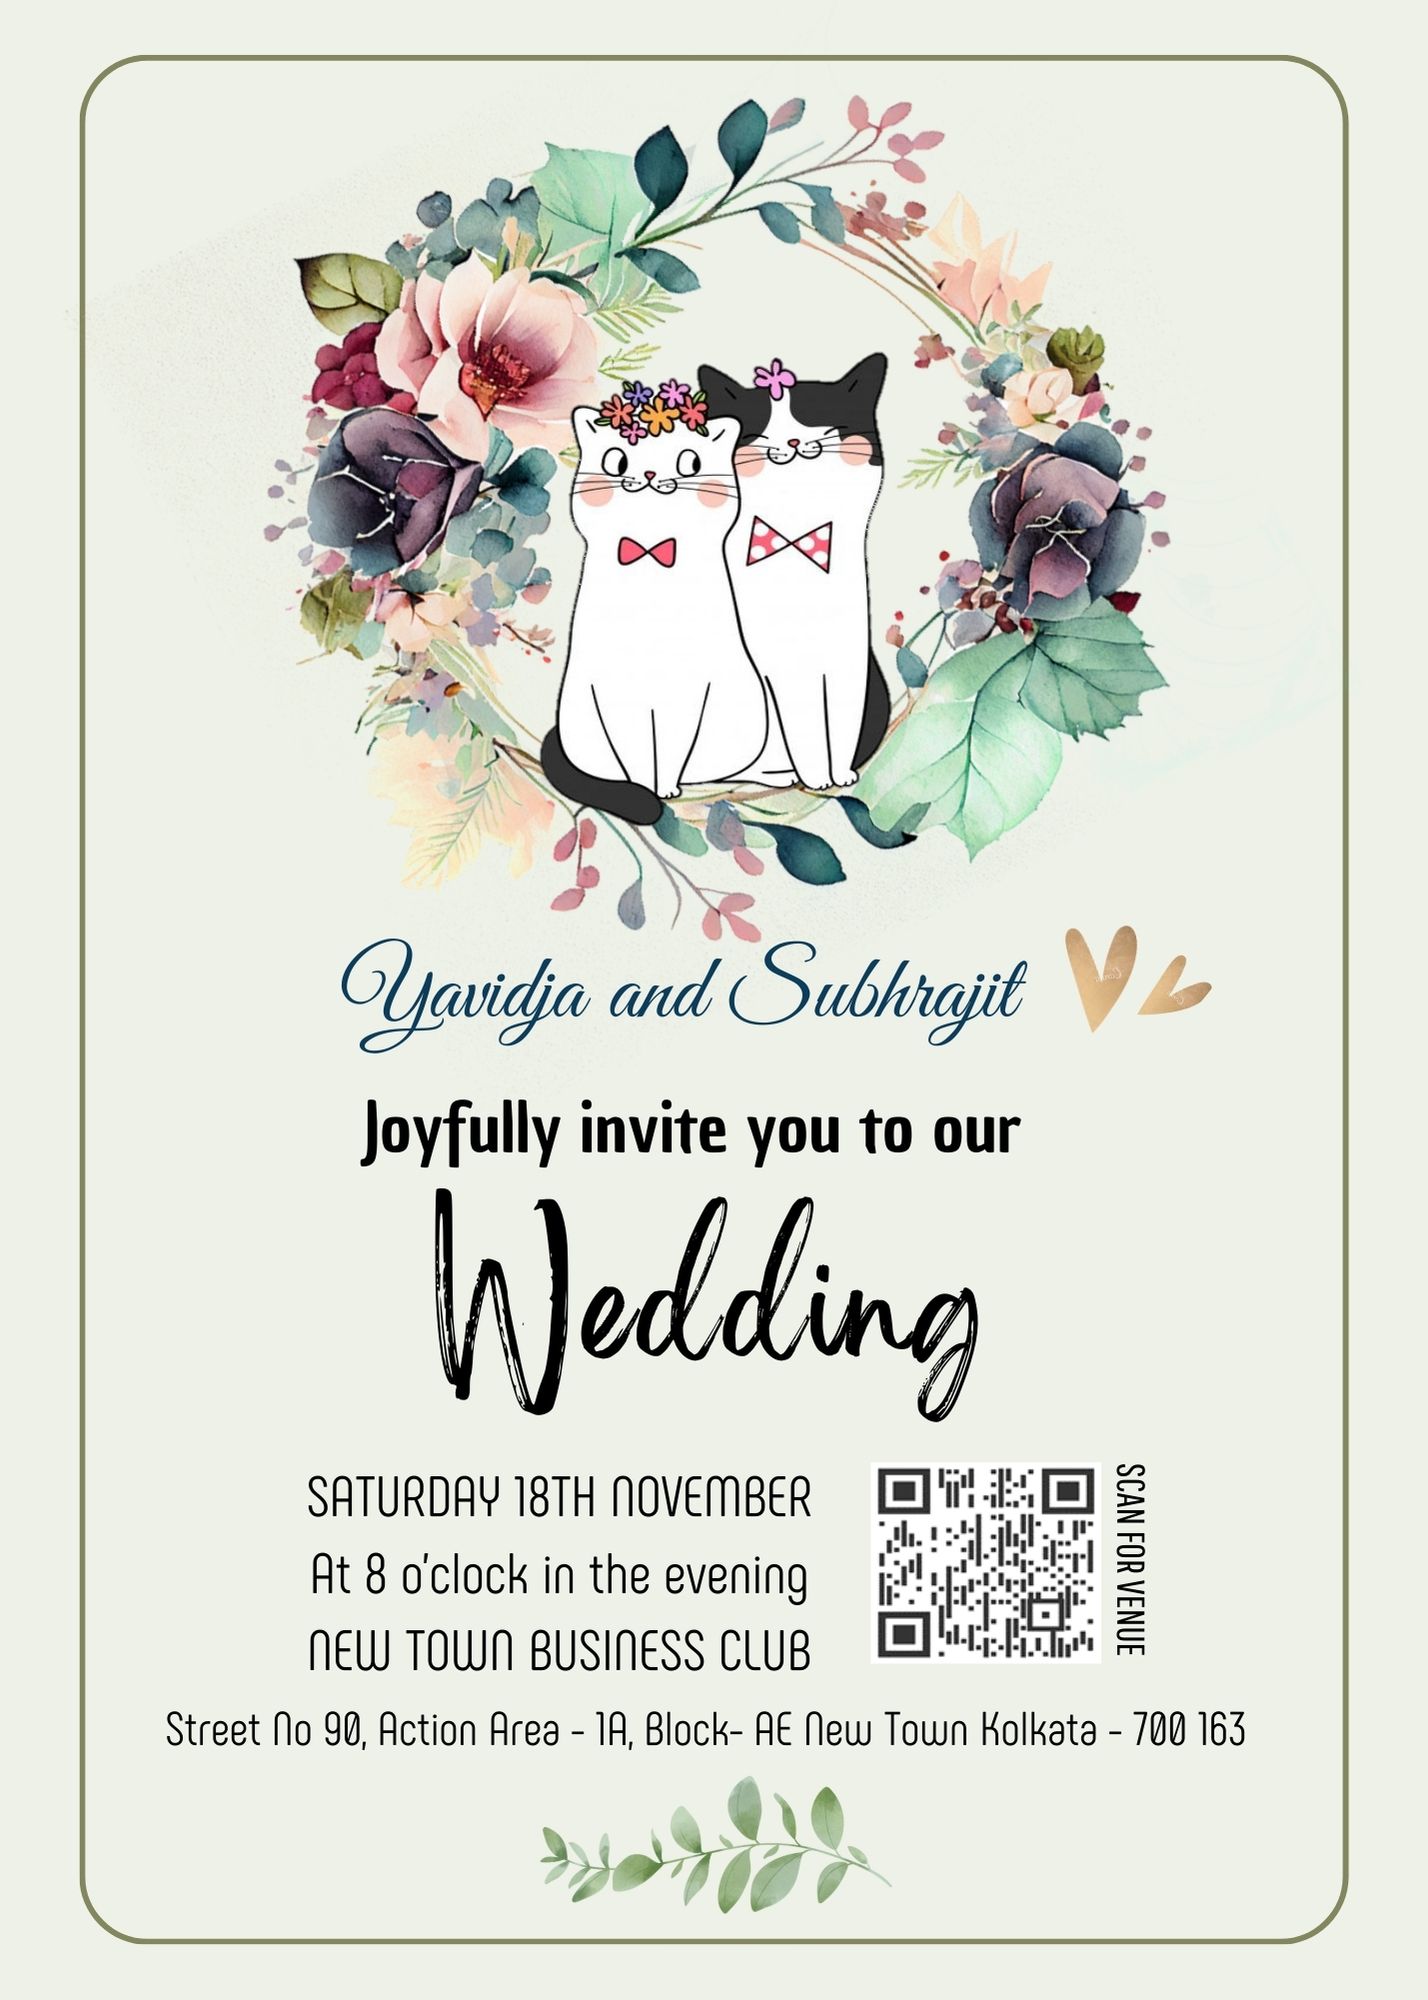 Yavidja and Subhrajit
Joyfully invite you to our
Wedding
SATURDAY 18TH NOVEMBER
At 8 o'clock in the evening
NEW TOWN BUSINESS CLUB
SCAN FOR VENUE
Street No 90, Action Area - 1A, Block- AE New Town Kolkata - 700 163